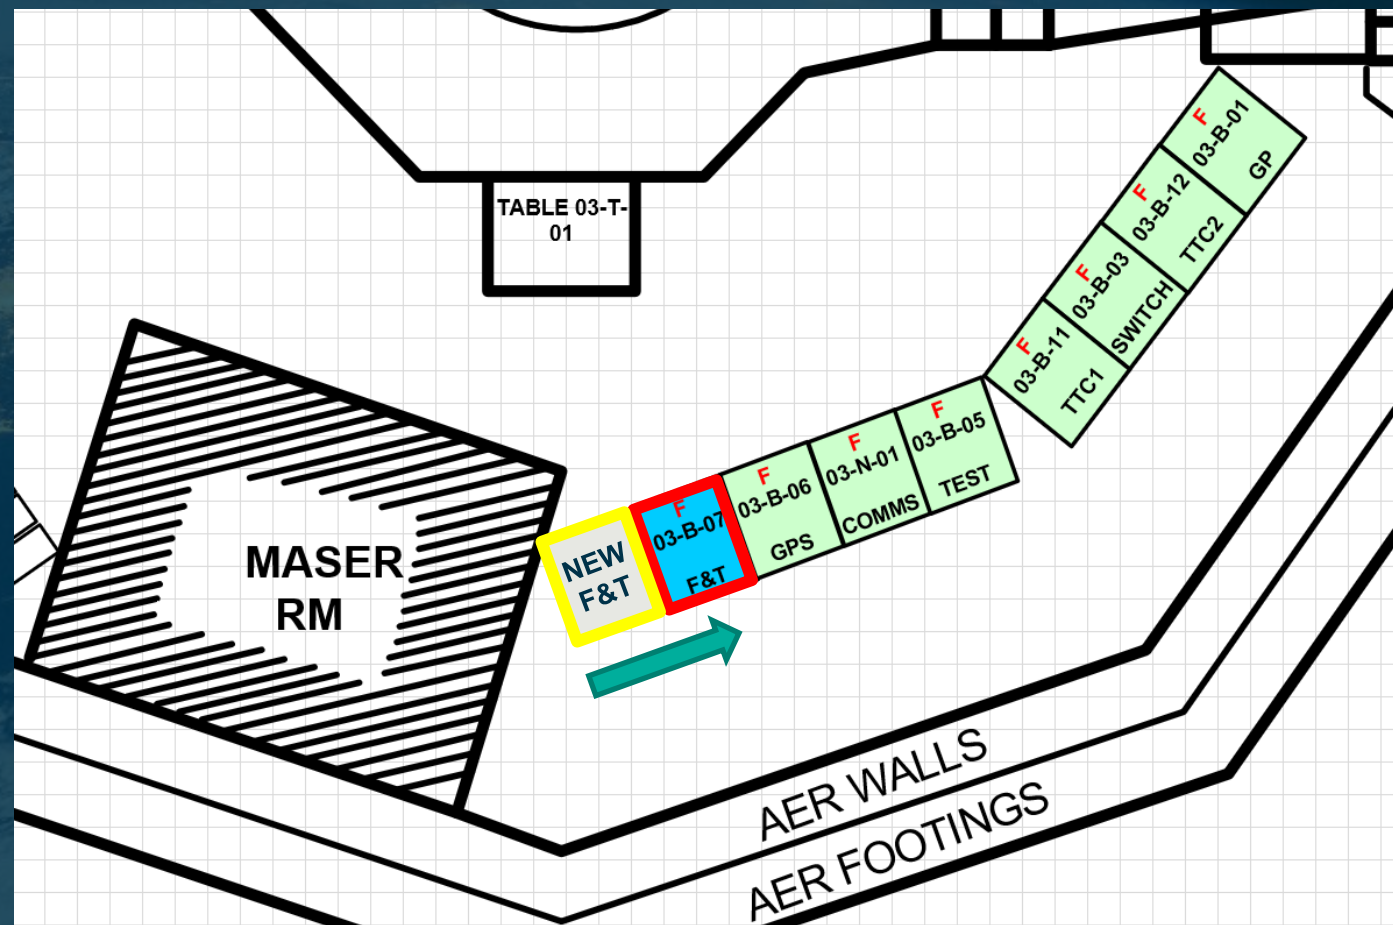 F
03-B-01
GP
F
03-B-12
TTC2
F
03-B-03
SWITCH
F
03-B-11
TTC1
TABLE 03-T-
01
F
03-B-05
TEST
F
03-N-01
COMMS
F
03-B-06
GPS
F
03-B-07
F&T
NEW
F&T
MASER
RM
AER WALLS
AER FOOTINGS